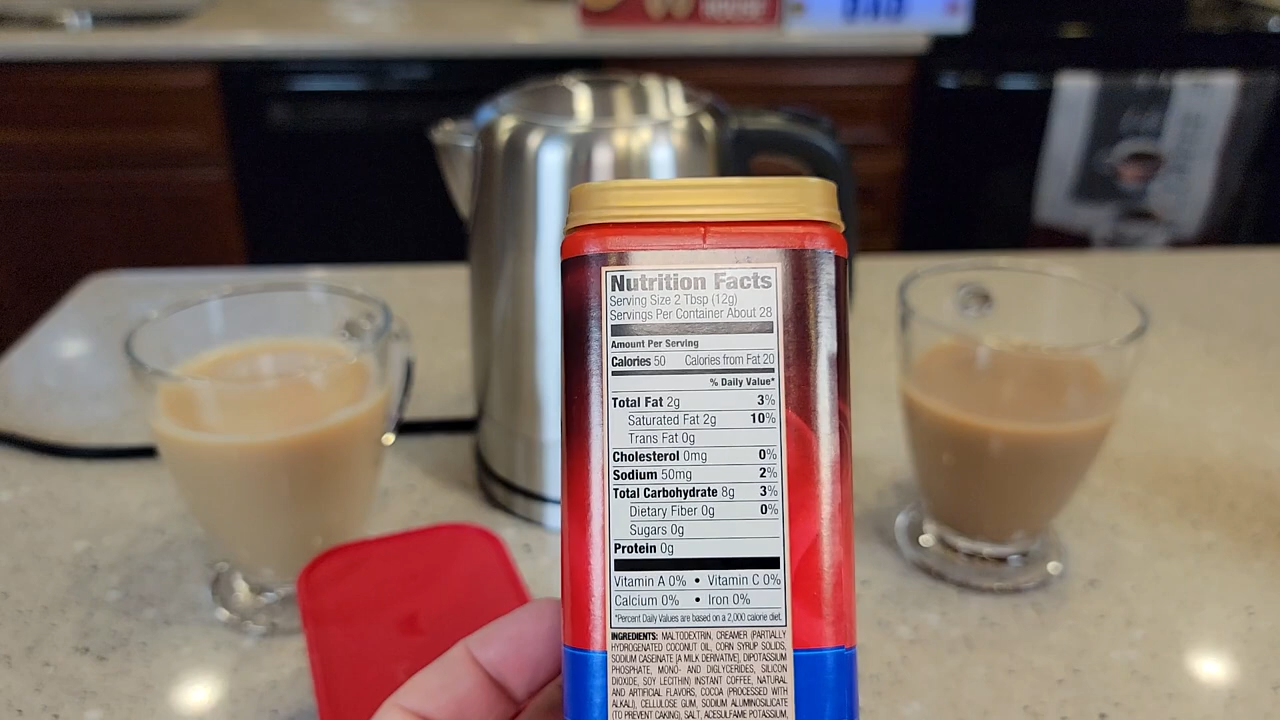 Nutrition Facts
Serving Size 2 Tbsp (12g)
Servings Per Container About 28
Amount Per Serving
Calories 50 Calories from Fat 20
% Daily Value*
Total Fat 2g 3%
Saturated Fat 2g 10%
Trans Fat 0g
Cholesterol 0mg 0%
Sodium 50mg 2%
Total Carbohydrate 8g 3%
Dietary Fiber 0g 0%
Sugars 0g
Protein 0g
Vitamin A 0% • Vitamin C 0%
Calcium 0% • Iron 0%
*Percent Daily Values are based on a 2,000 calorie diet.
INGREDIENTS: MALTODEXTRIN, CREAMER (PARTIALLY
HYDROGENATED COCONUT OIL, CORN SYRUP SOLIDS,
SODIUM CASEINATE [A MILK DERIVATIVE], DIPOTASSIUM
PHOSPHATE, MONO- AND DIGLYCERIDES, SILICON
DIOXIDE, SOY LECITHIN) INSTANT COFFEE, NATURAL
AND ARTIFICIAL FLAVORS, COCOA (PROCESSED WITH
ALKALI), CELLULOSE GUM, SODIUM ALUMINOSILICATE
(TO PREVENT CAKING), SALT, ACESULFAME POTASSIUM,